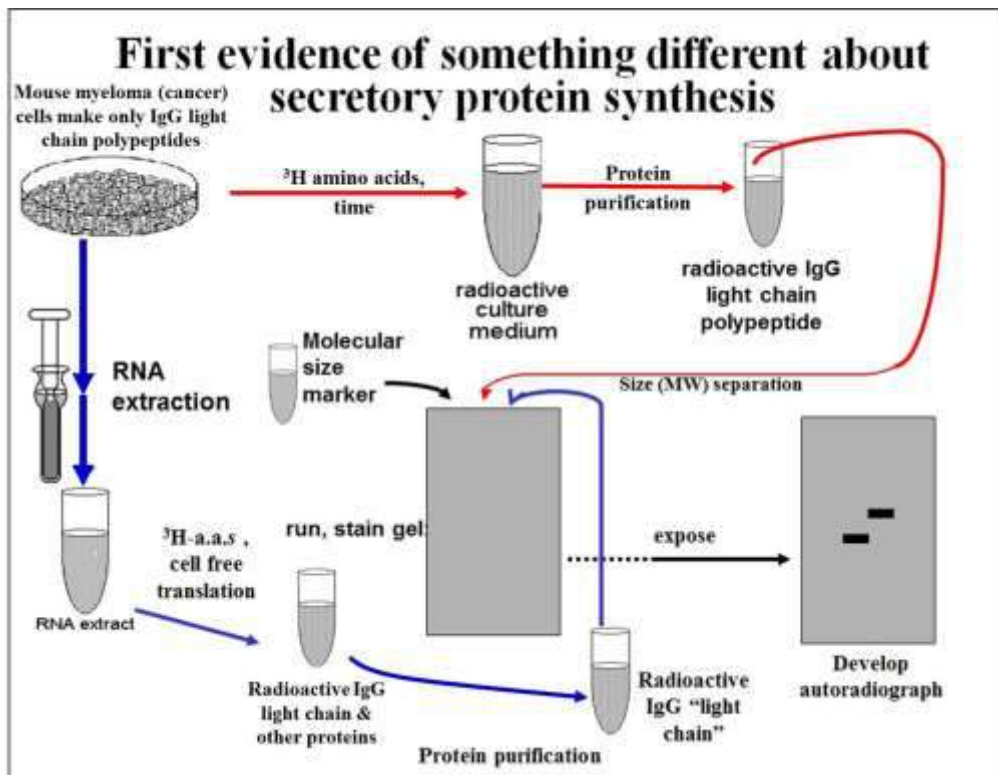 First evidence of something different about
secretory protein synthesis
Mouse myeloma (cancer)
cells make only IgG light
chain polypeptides
³H amino acids,
time
Protein
purification
radioactive
culture
medium
radioactive IgG
light chain
polypeptide
Molecular
size
marker
RNA
extraction
Size (MW) separation
³H-a.a.s ,
cell free
translation
run, stain gel:
expose
RNA extract
Radioactive IgG
light chain &
other proteins
Radioactive
IgG “light
chain”
Develop
autoradiograph
Protein purification